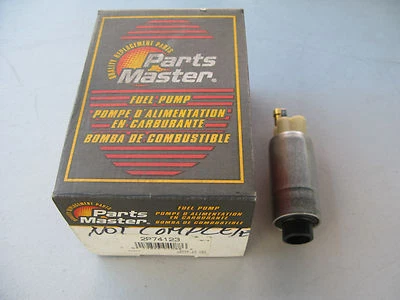 QUALITY REPLACEMENT PARTS
Parts
Master®
FUEL PUMP
"POMPE D'ALIMENTATION
EN CARBURANTE"
BOMBA DE COMBUSTIBLE
Parts
Master®
FUEL PUMP
POMPE D'ALIMENTATION
EN CARBURANTE
BOMBA DE COMBUSTIBLE
NOT COMPLETE
2P74123